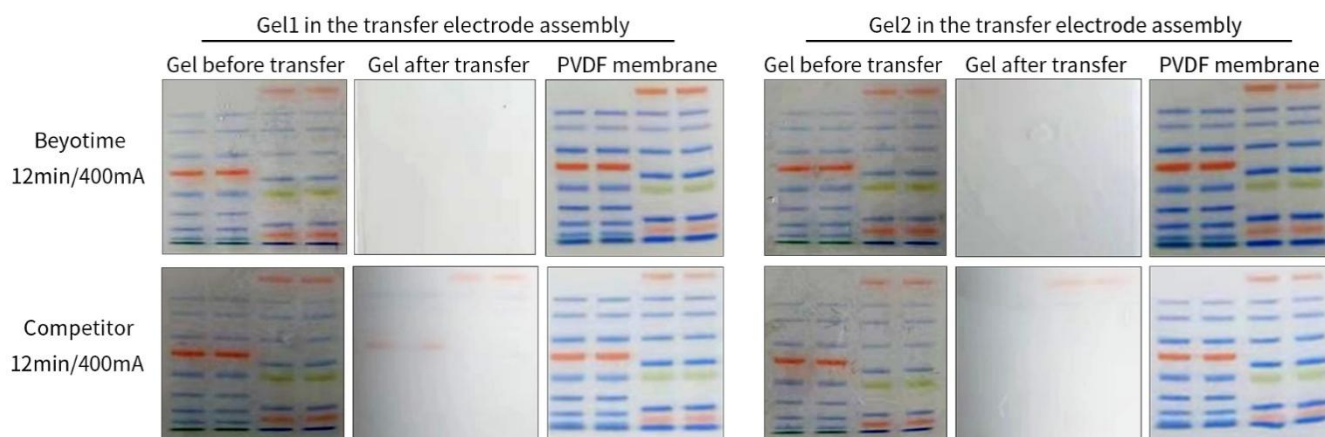 Gel1 in the transfer electrode assembly
Gel2 in the transfer electrode assembly
Gel before transfer
Gel after transfer
PVDF membrane
Gel before transfer
Gel after transfer
PVDF membrane
Beyotime
12min/400mA
Competitor
12min/400mA